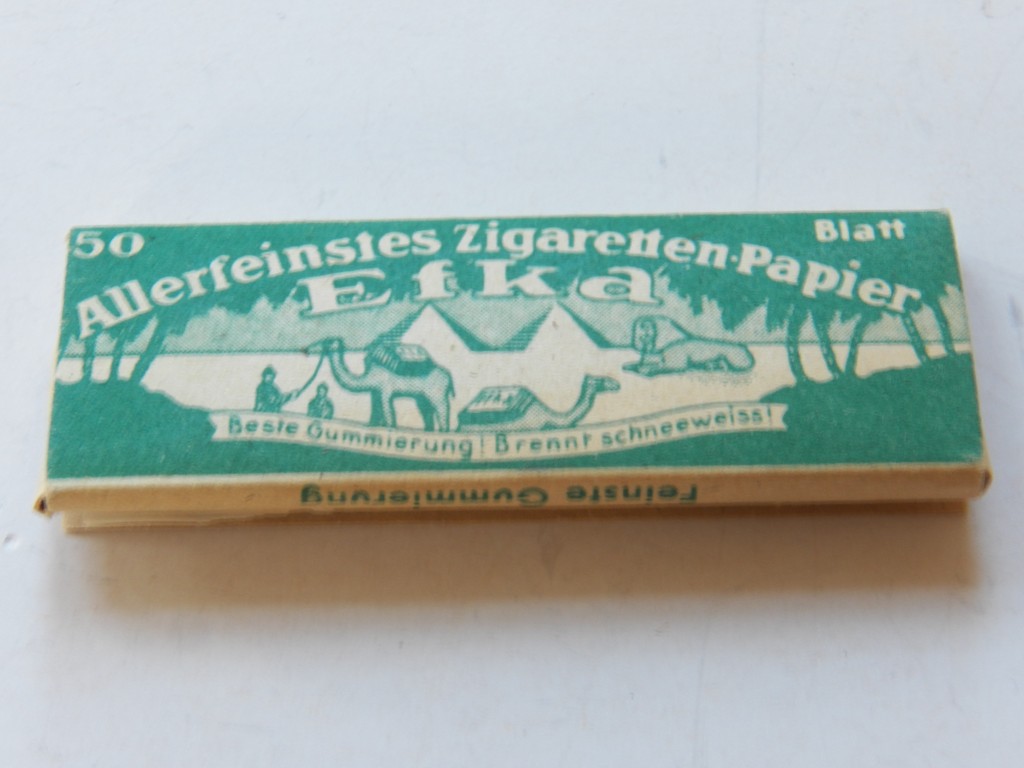 50 Blatt
Allerfeinstes Zigaretten-Papier
Efka
Beste Gummierung! Brennt schneeweiss!
Feinste Gummierung